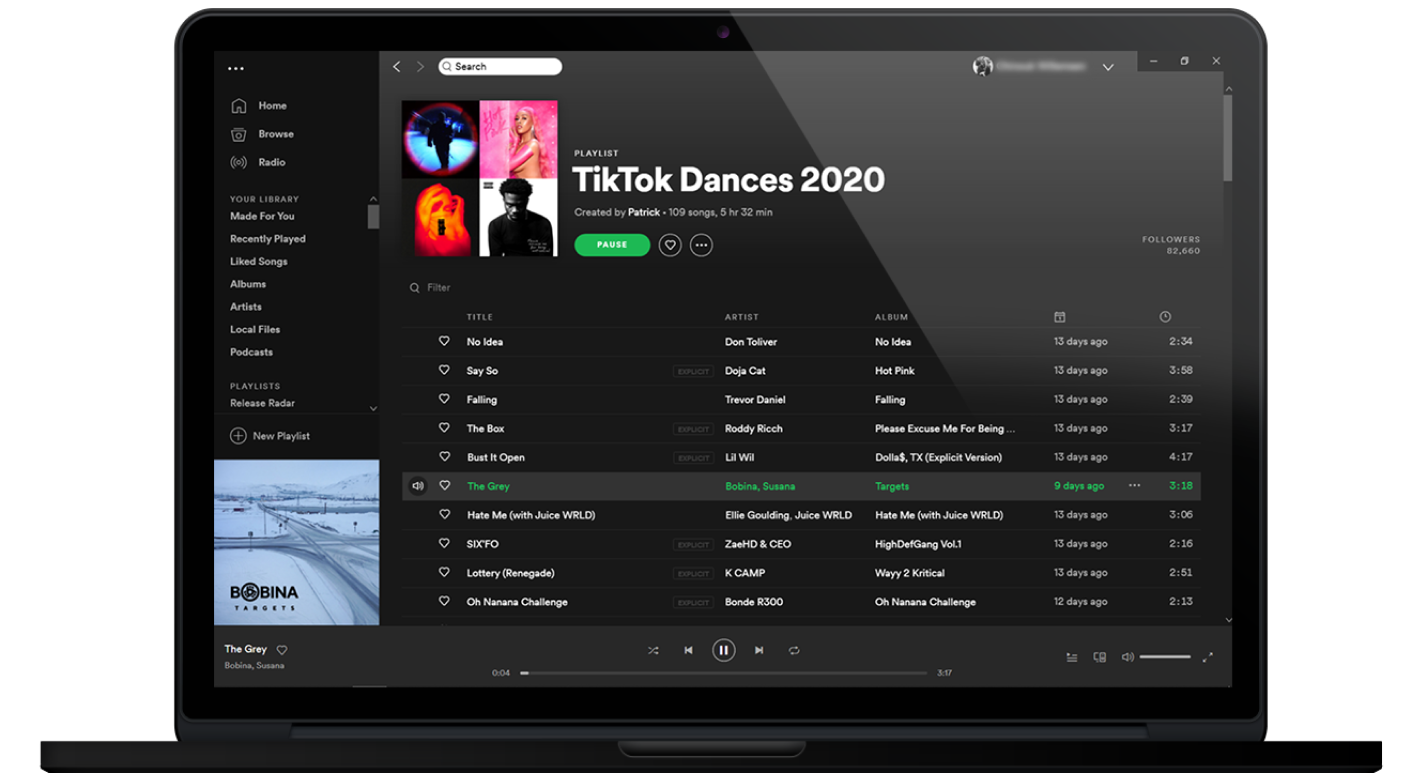 Search
Home
Browse
Radio
YOUR LIBRARY
Made For You
Recently Played
Liked Songs
Albums
Artists
Local Files
Podcasts
PLAYLISTS
Release Radar
New Playlist
BOBINA
TARGETS
PLAYLIST
TikTok Dances 2020
Created by Patrick • 109 songs, 5 hr 32 min
PAUSE
FOLLOWERS
82,660
Filter
TITLE ARTIST ALBUM
No Idea Don Toliver No Idea 13 days ago 2:34
Say So EXPLICIT Doja Cat Hot Pink 13 days ago 3:58
Falling Trevor Daniel Falling 13 days ago 2:39
The Box EXPLICIT Roddy Ricch Please Excuse Me For Being ... 13 days ago 3:17
Bust It Open EXPLICIT Lil Wil Dolla$, TX (Explicit Version) 13 days ago 4:17
The Grey Bobina, Susana Targets 9 days ago 3:18
Hate Me (with Juice WRLD) Ellie Goulding, Juice WRLD Hate Me (with Juice WRLD) 13 days ago 3:06
SIX'FO EXPLICIT ZaeHD & CEO HighDefGang Vol.1 13 days ago 2:16
Lottery (Renegade) EXPLICIT K CAMP Wayy 2 Kritical 13 days ago 2:51
Oh Nanana Challenge EXPLICIT Bonde R300 Oh Nanana Challenge 12 days ago 2:13
The Grey
Bobina, Susana
0:04 3:17